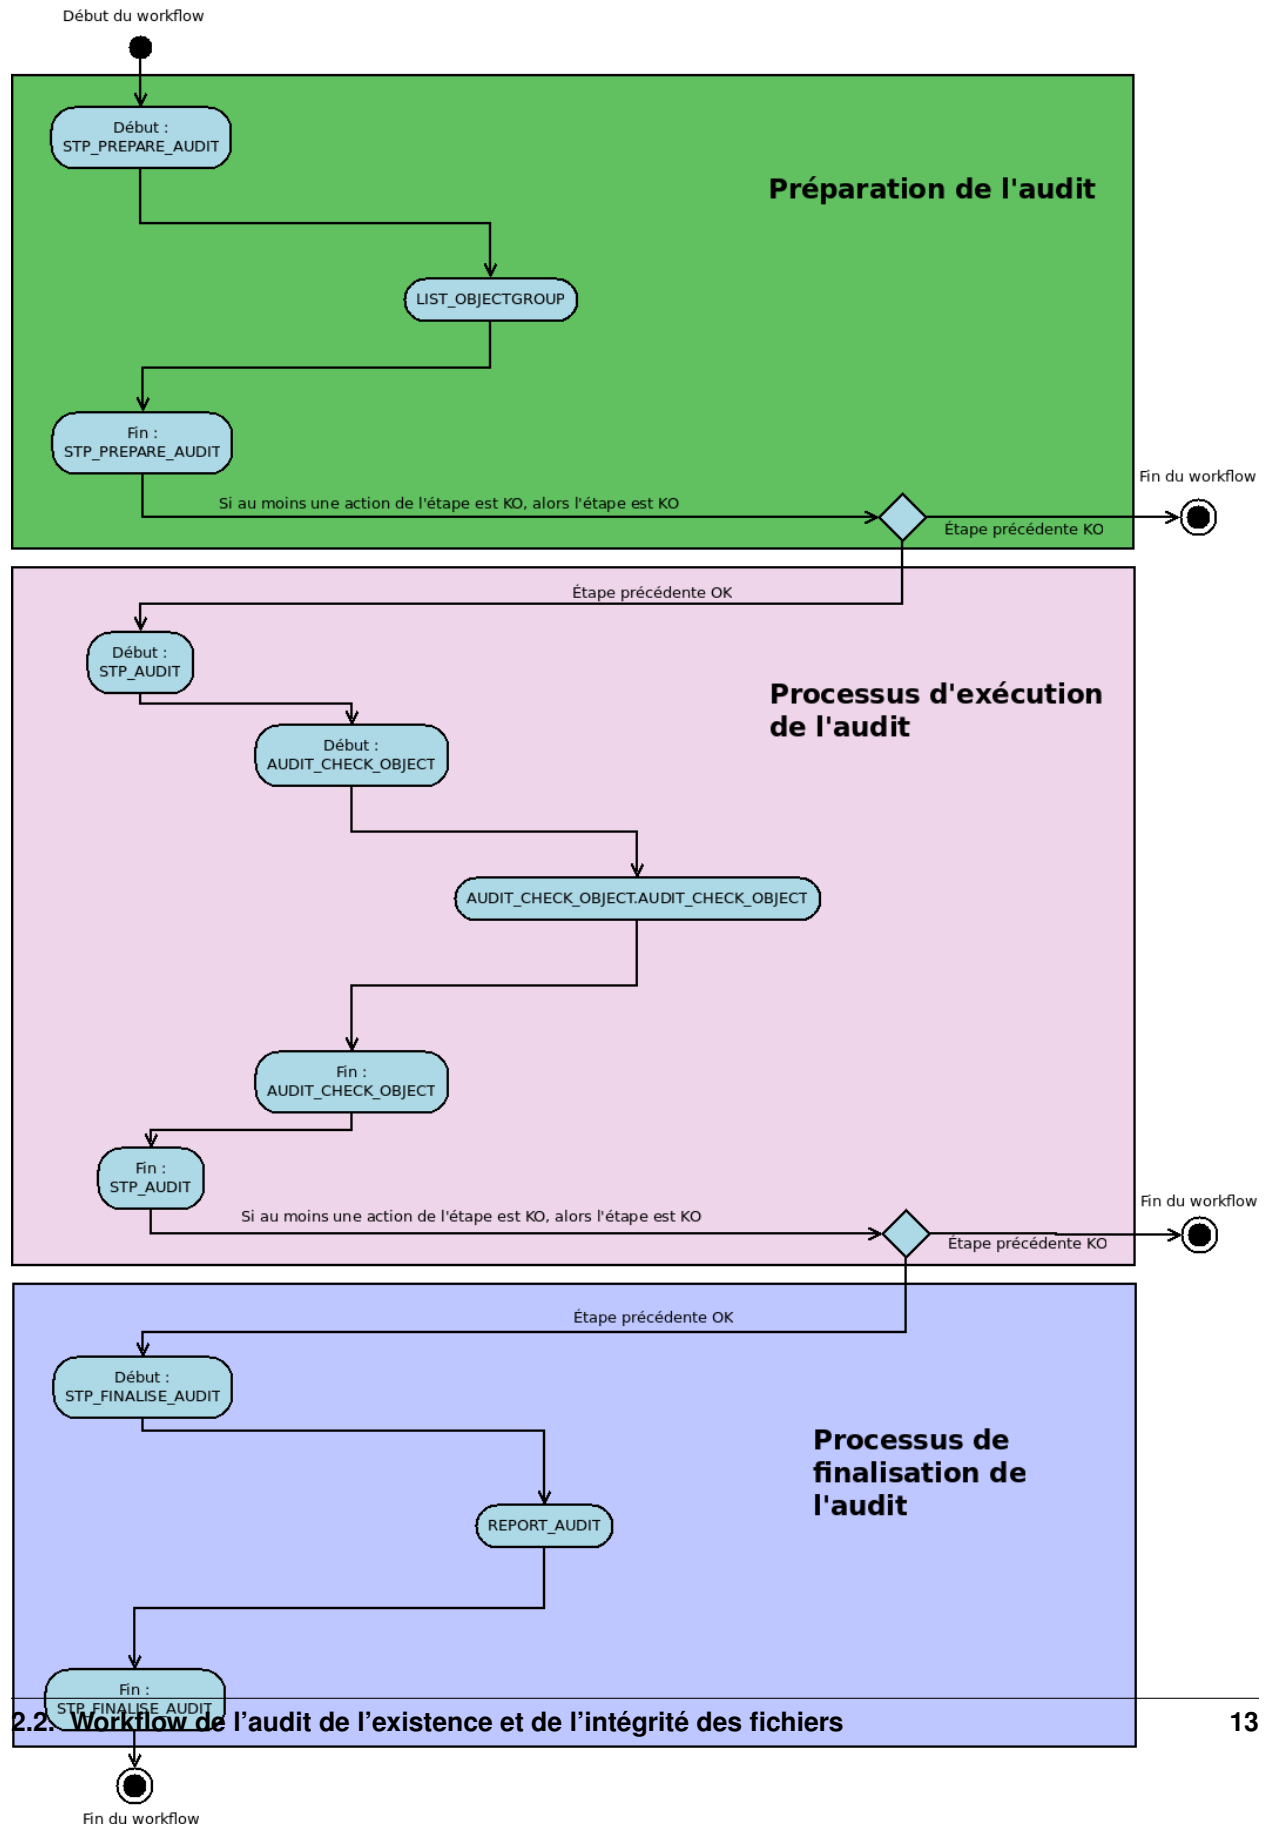 Début du workflow
Début :
STP_PREPARE_AUDIT
Préparation de l'audit
LIST_OBJECTGROUP
Fin :
STP_PREPARE_AUDIT
Fin du workflow
Si au moins une action de l'étape est KO, alors l'étape est KO
Étape précédente KO
Étape précédente OK
Début :
STP_AUDIT
Processus d'exécution
de l'audit
Début :
AUDIT_CHECK_OBJECT
AUDIT_CHECK_OBJECT.AUDIT_CHECK_OBJECT
Fin :
AUDIT_CHECK_OBJECT
Fin :
STP_AUDIT
Fin du workflow
Si au moins une action de l'étape est KO, alors l'étape est KO
Étape précédente KO
Étape précédente OK
Début :
STP_FINALISE_AUDIT
Processus de
finalisation de
l'audit
REPORT_AUDIT
Fin :
STP_FINALISE_AUDIT
2.2. Workflow de l’audit de l’existence et de l’intégrité des fichiers 13
Fin du workflow